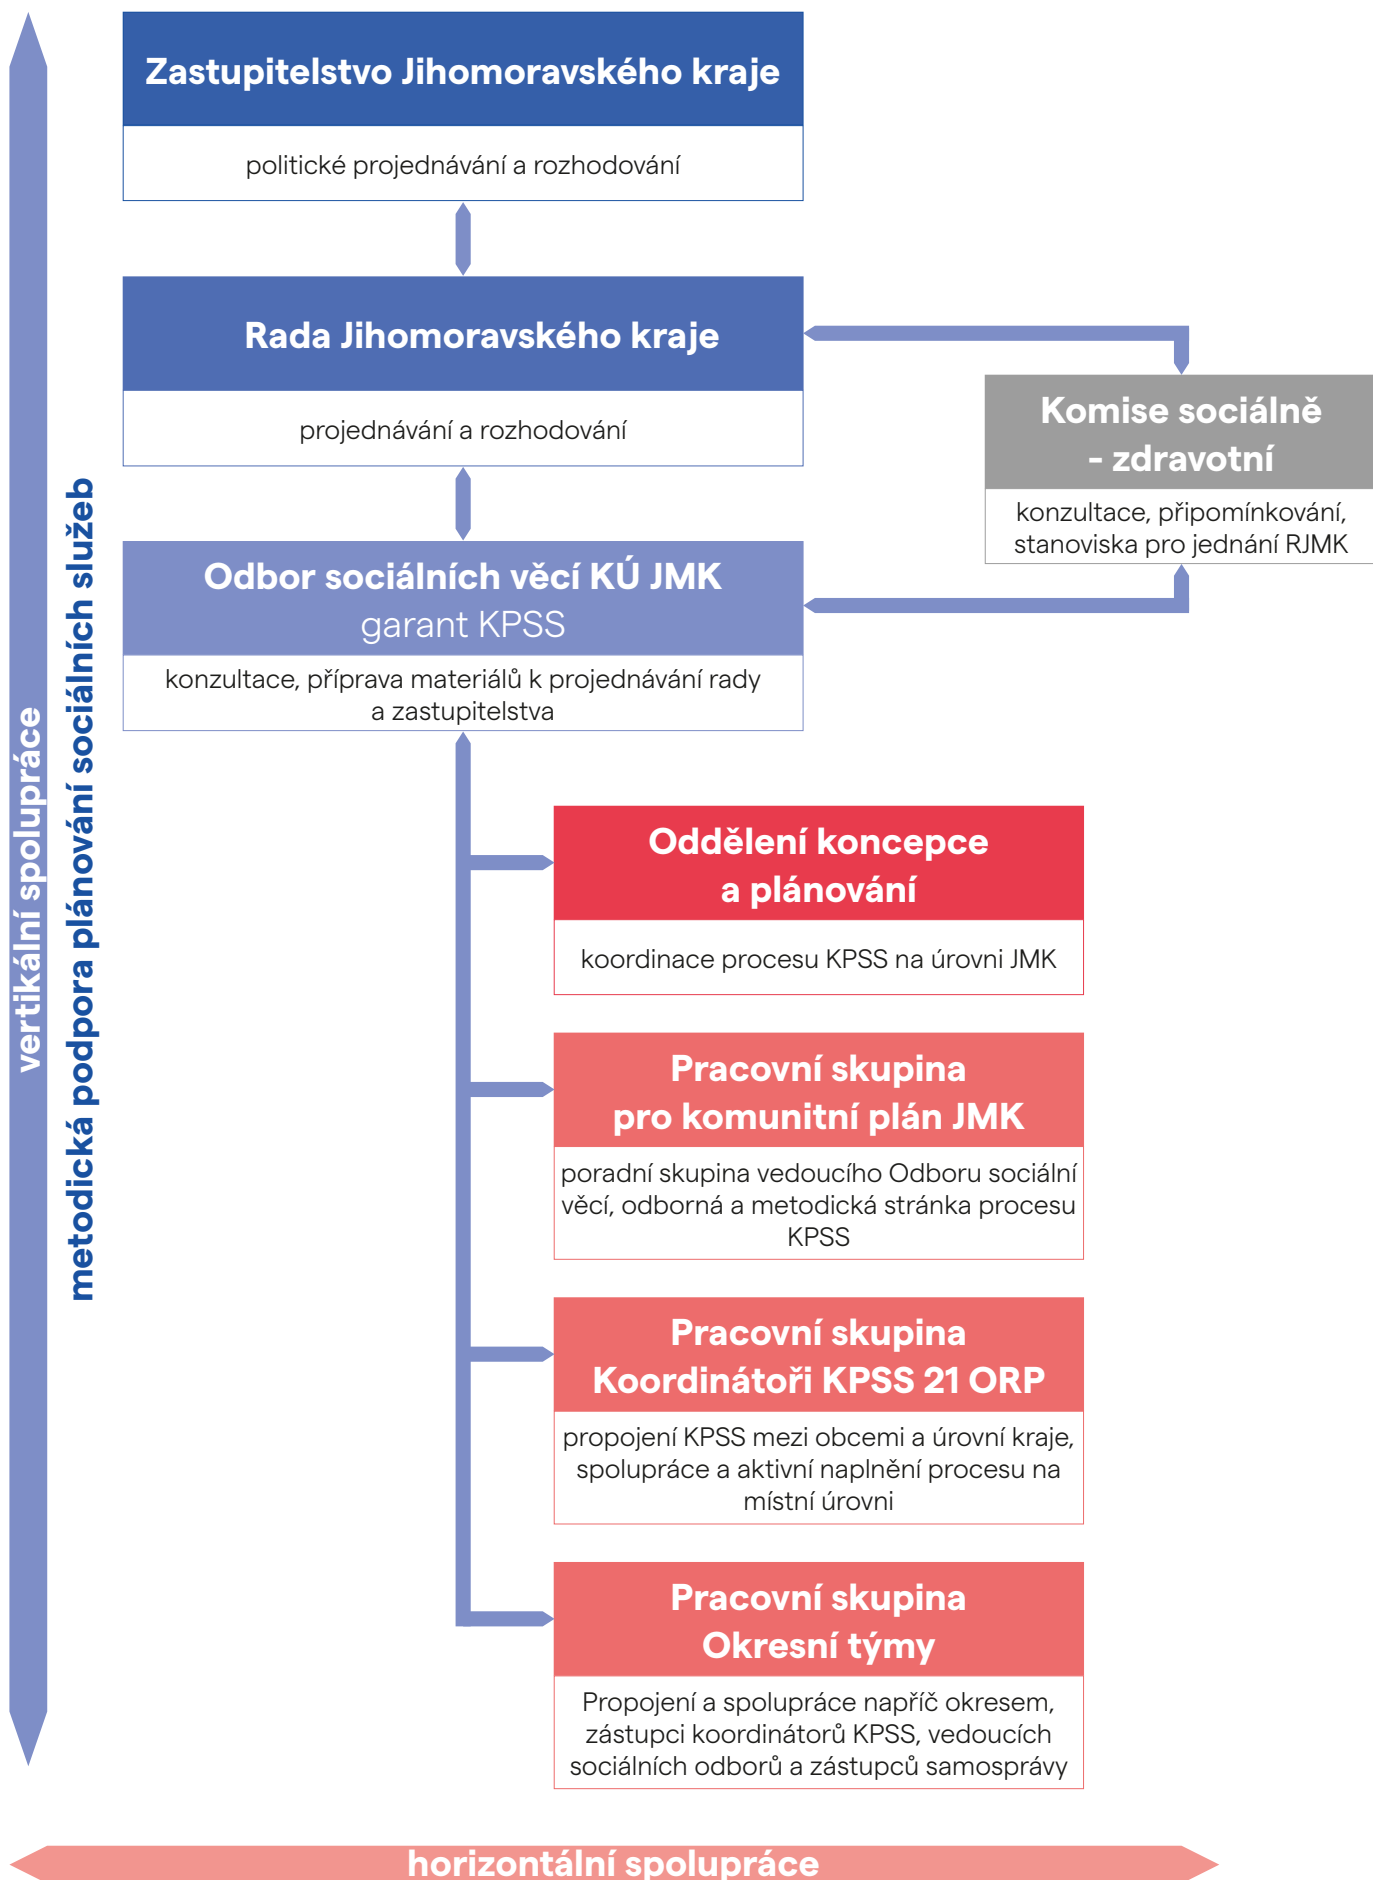 Zastupitelstvo Jihomoravského kraje
politické projednávání a rozhodování
Rada Jihomoravského kraje
projednávání a rozhodování
Komise sociálně
- zdravotní
konzultace, připomínkování,
stanoviska pro jednání RJMK
Odbor sociálních věcí KÚ JMK
garant KPSS
konzultace, příprava materiálů k projednávání rady
a zastupitelstva
vertikální spolupráce
metodická podpora plánování sociálních služeb
Oddělení koncepce
a plánování
koordinace procesu KPSS na úrovni JMK
Pracovní skupina
pro komunitní plán JMK
poradní skupina vedoucího Odboru sociální
věcí, odborná a metodická stránka procesu
KPSS
Pracovní skupina
Koordinátoři KPSS 21 ORP
propojení KPSS mezi obcemi a úrovní kraje,
spolupráce a aktivní naplnění procesu na
místní úrovni
Pracovní skupina
Okresní týmy
Propojení a spolupráce napříč okresem,
zástupci koordinátorů KPSS, vedoucích
sociálních odborů a zástupců samosprávy
horizontální spolupráce